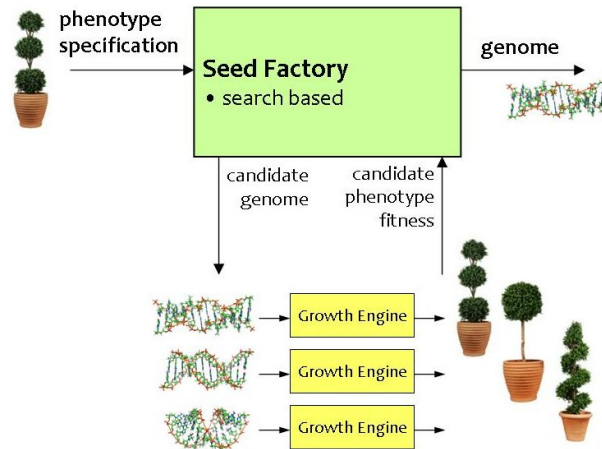 phenotype
specification
Seed Factory
• search based
genome
candidate
genome
candidate
phenotype
fitness
Growth Engine
Growth Engine
Growth Engine